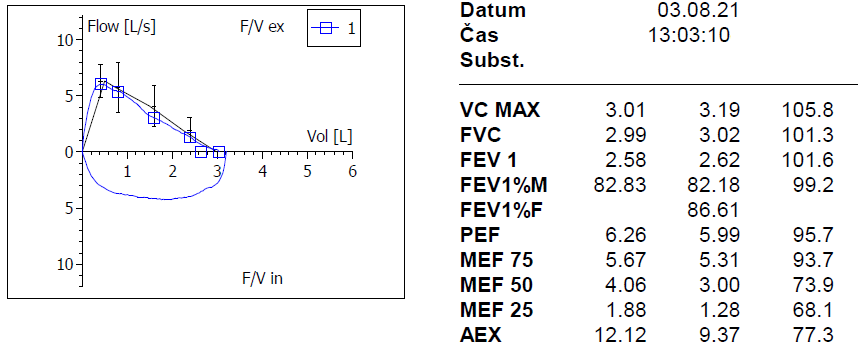 Flow [L/s] F/V ex 1
10
5
Vol [L]
0
1 2 3 4 5 6
5
10
F/V in
Datum 03.08.21
Čas 13:03:10
Subst.
VC MAX 3.01 3.19 105.8
FVC 2.99 3.02 101.3
FEV 1 2.58 2.62 101.6
FEV1%M 82.83 82.18 99.2
FEV1%F 86.61
PEF 6.26 5.99 95.7
MEF 75 5.67 5.31 93.7
MEF 50 4.06 3.00 73.9
MEF 25 1.88 1.28 68.1
AEX 12.12 9.37 77.3